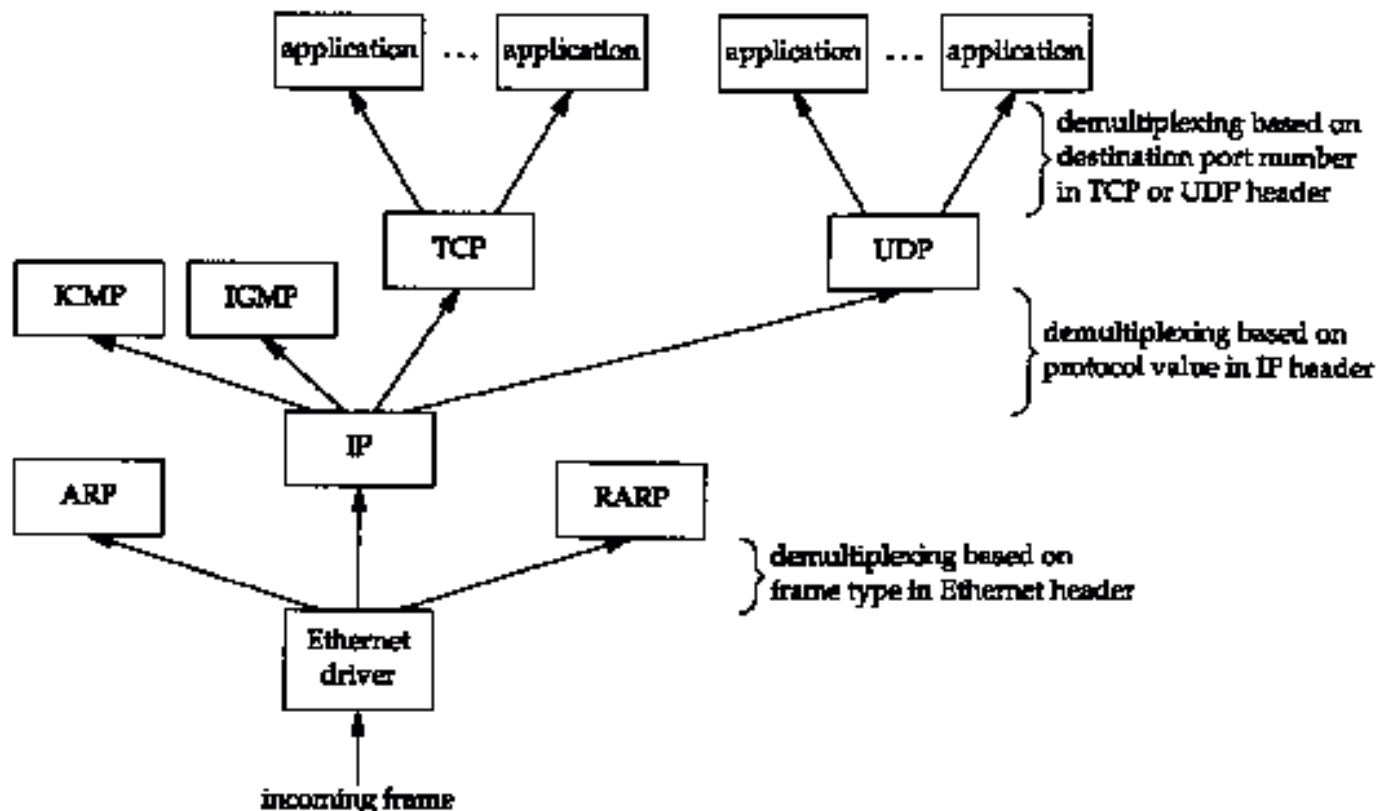 application ... application
application ... application
demultiplexing based on
destination port number
in TCP or UDP header
TCP
UDP
ICMP
IGMP
demultiplexing based on
protocol value in IP header
IP
ARP
RARP
demultiplexing based on
frame type in Ethernet header
Ethernet
driver
incoming frame